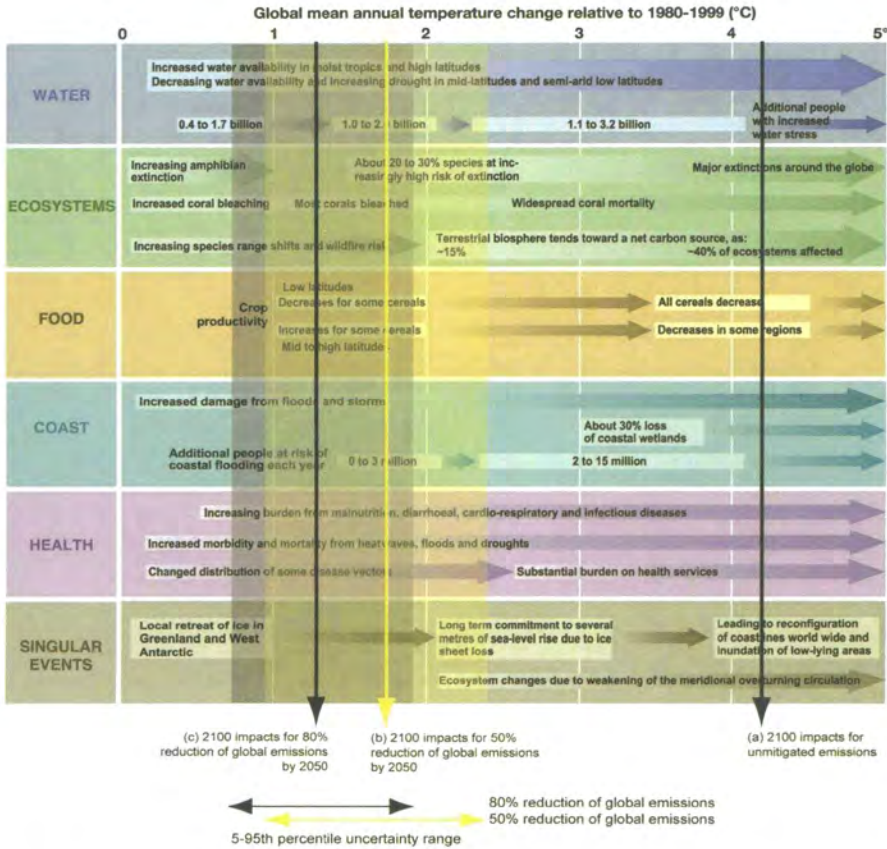 Global mean annual temperature change relative to 1980-1999 (°C)
0 1 2 3 4 5°
WATER
Increased water availability in moist tropics and high latitudes
Decreasing water availability and increasing drought in mid-latitudes and semi-arid low latitudes
0.4 to 1.7 billion
billion
1.1 to 3.2 billion
Additional people
with increased
water stress
ECOSYSTEMS
Increasing amphibian
extinction
About 20 to 30% species at inc-
reasingly high risk of extinction
Major extinctions around the globe
Increased coral bleaching
Most corals bleached
Widespread coral mortality
Increasing species range shifts and wildfire risk
Terrestrial biosphere tends toward a net carbon source, as:
~15%
~40% of ecosystems affected
FOOD
Crop
productivity
Low latitudes
Decreases for some cereals
All cereals decrease
Increases for some cereals
Mid to high latitudes
Decreases in some regions
COAST
Increased damage from floods and storms
About 30% loss
of coastal wetlands
Additional people at risk of
coastal flooding each year
0 to 3 million
2 to 15 million
HEALTH
Increasing burden from malnutrition, diarrhoeal, cardio-respiratory and infectious diseases
Increased morbidity and mortality from heatwaves, floods and droughts
Changed distribution of some disease vectors
Substantial burden on health services
SINGULAR
EVENTS
Local retreat of ice in
Greenland and West
Antarctic
Long term commitment to several
metres of sea-level rise due to ice
sheet loss
Leading to reconfiguration
of coastlines world wide and
inundation of low-lying areas
Ecosystem changes due to weakening of the meridional overturning circulation
(c) 2100 impacts for 80%
reduction of global emissions
by 2050
(b) 2100 impacts for 50%
reduction of global emissions
by 2050
(a) 2100 impacts for
unmitigated emissions
80% reduction of global emissions
50% reduction of global emissions
5-95th percentile uncertainty range